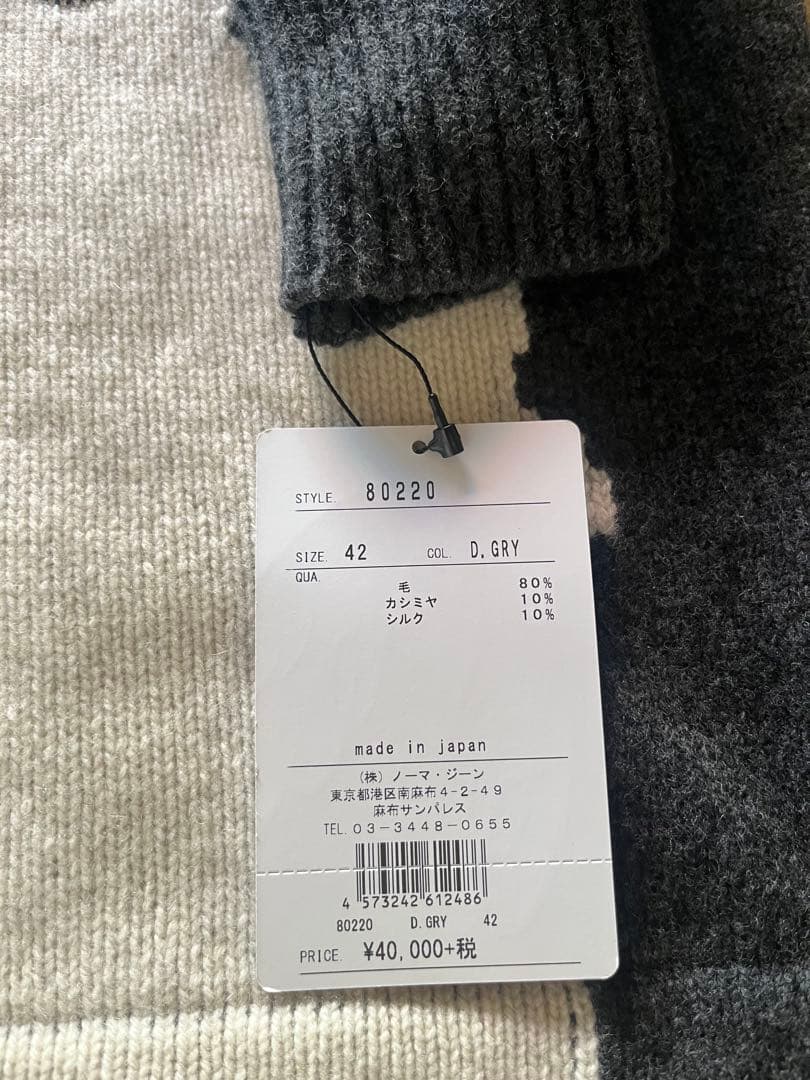 STYLE. 80220
SIZE. 42 COL. D.GRY
QUA.
毛 80%
カシミヤ 10%
シルク 10%
made in japan
(株) ノーマ・ジーン
東京都港区南麻布4-2-49
麻布サンパレス
TEL.03-3448-0655
4 573242 612486
80220 D.GRY 42
PRICE. ¥40,000+税